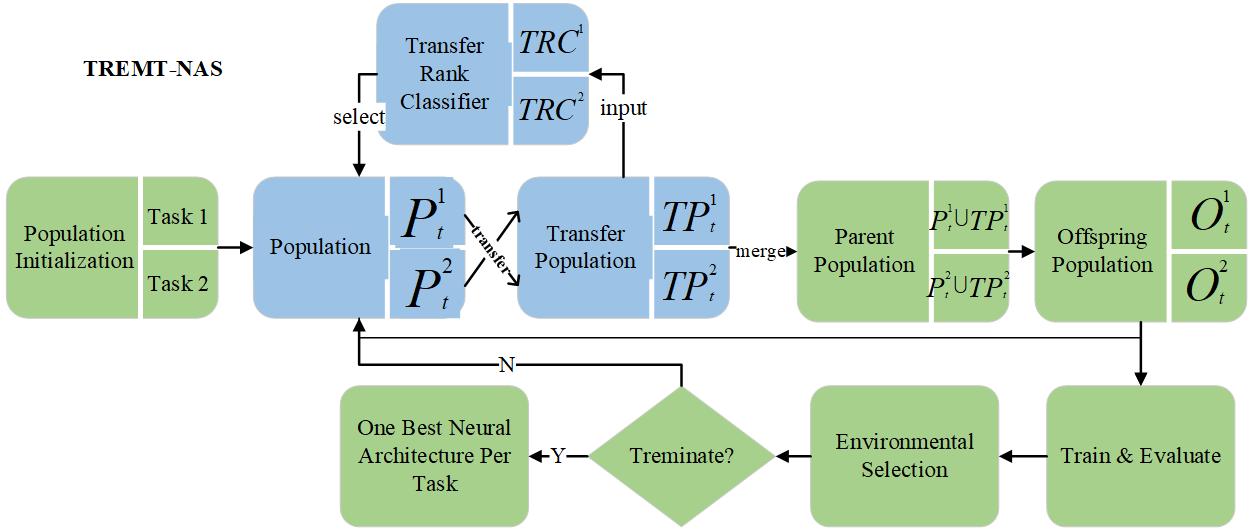 TREMT-NAS
Transfer
Rank
Classifier
TRC^1
TRC^2
select
input
Population
Initialization
Task 1
Task 2
Population
P_t^1
P_t^2
transfer
Transfer
Population
TP_t^1
TP_t^2
merge
Parent
Population
P_t^1∪TP_t^1
P_t^2∪TP_t^2
Offspring
Population
O_t^1
O_t^2
N
One Best Neural
Architecture Per
Task
Y
Treminate?
Environmental
Selection
Train & Evaluate